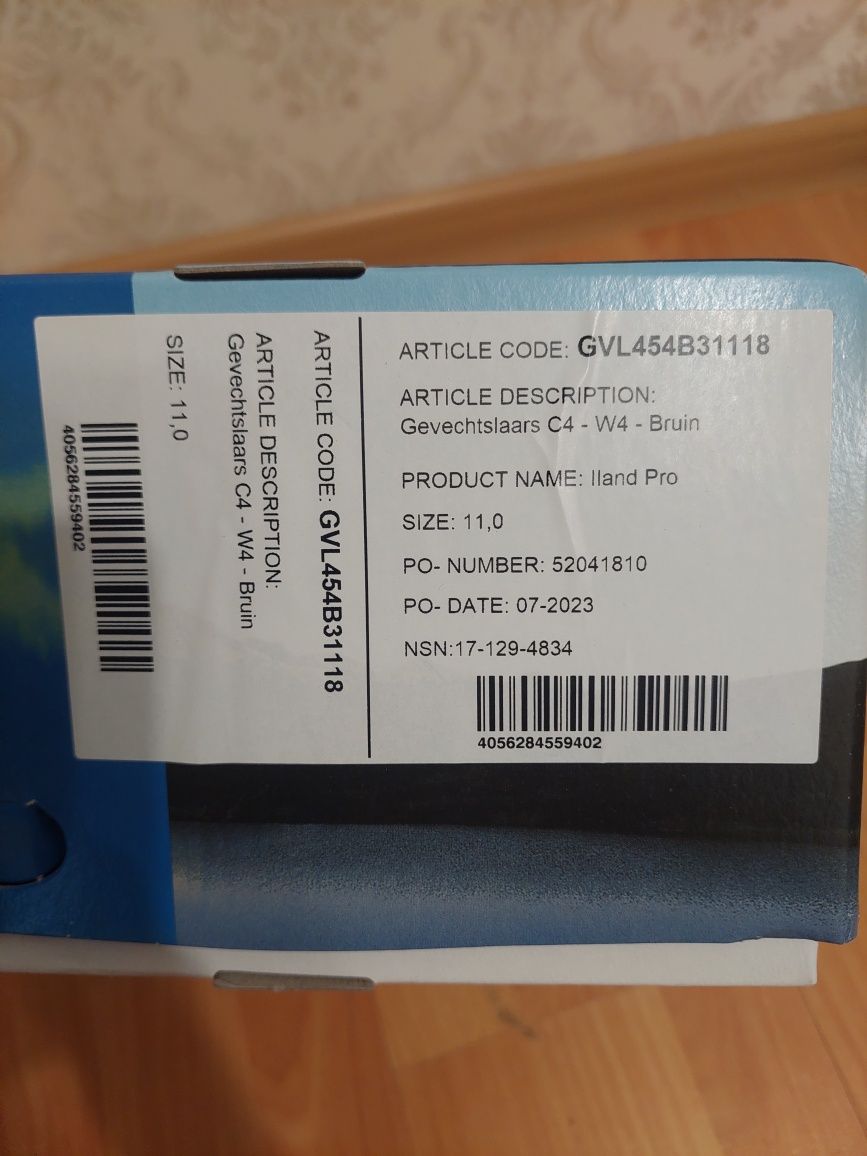 ARTICLE CODE: GVL454B31118
ARTICLE DESCRIPTION:
Gevechtslaars C4 - W4 - Bruin
SIZE: 11,0
4056284559402
ARTICLE CODE: GVL454B31118
ARTICLE DESCRIPTION:
Gevechtslaars C4 - W4 - Bruin
PRODUCT NAME: Iland Pro
SIZE: 11,0
PO- NUMBER: 52041810
PO- DATE: 07-2023
NSN:17-129-4834
4056284559402